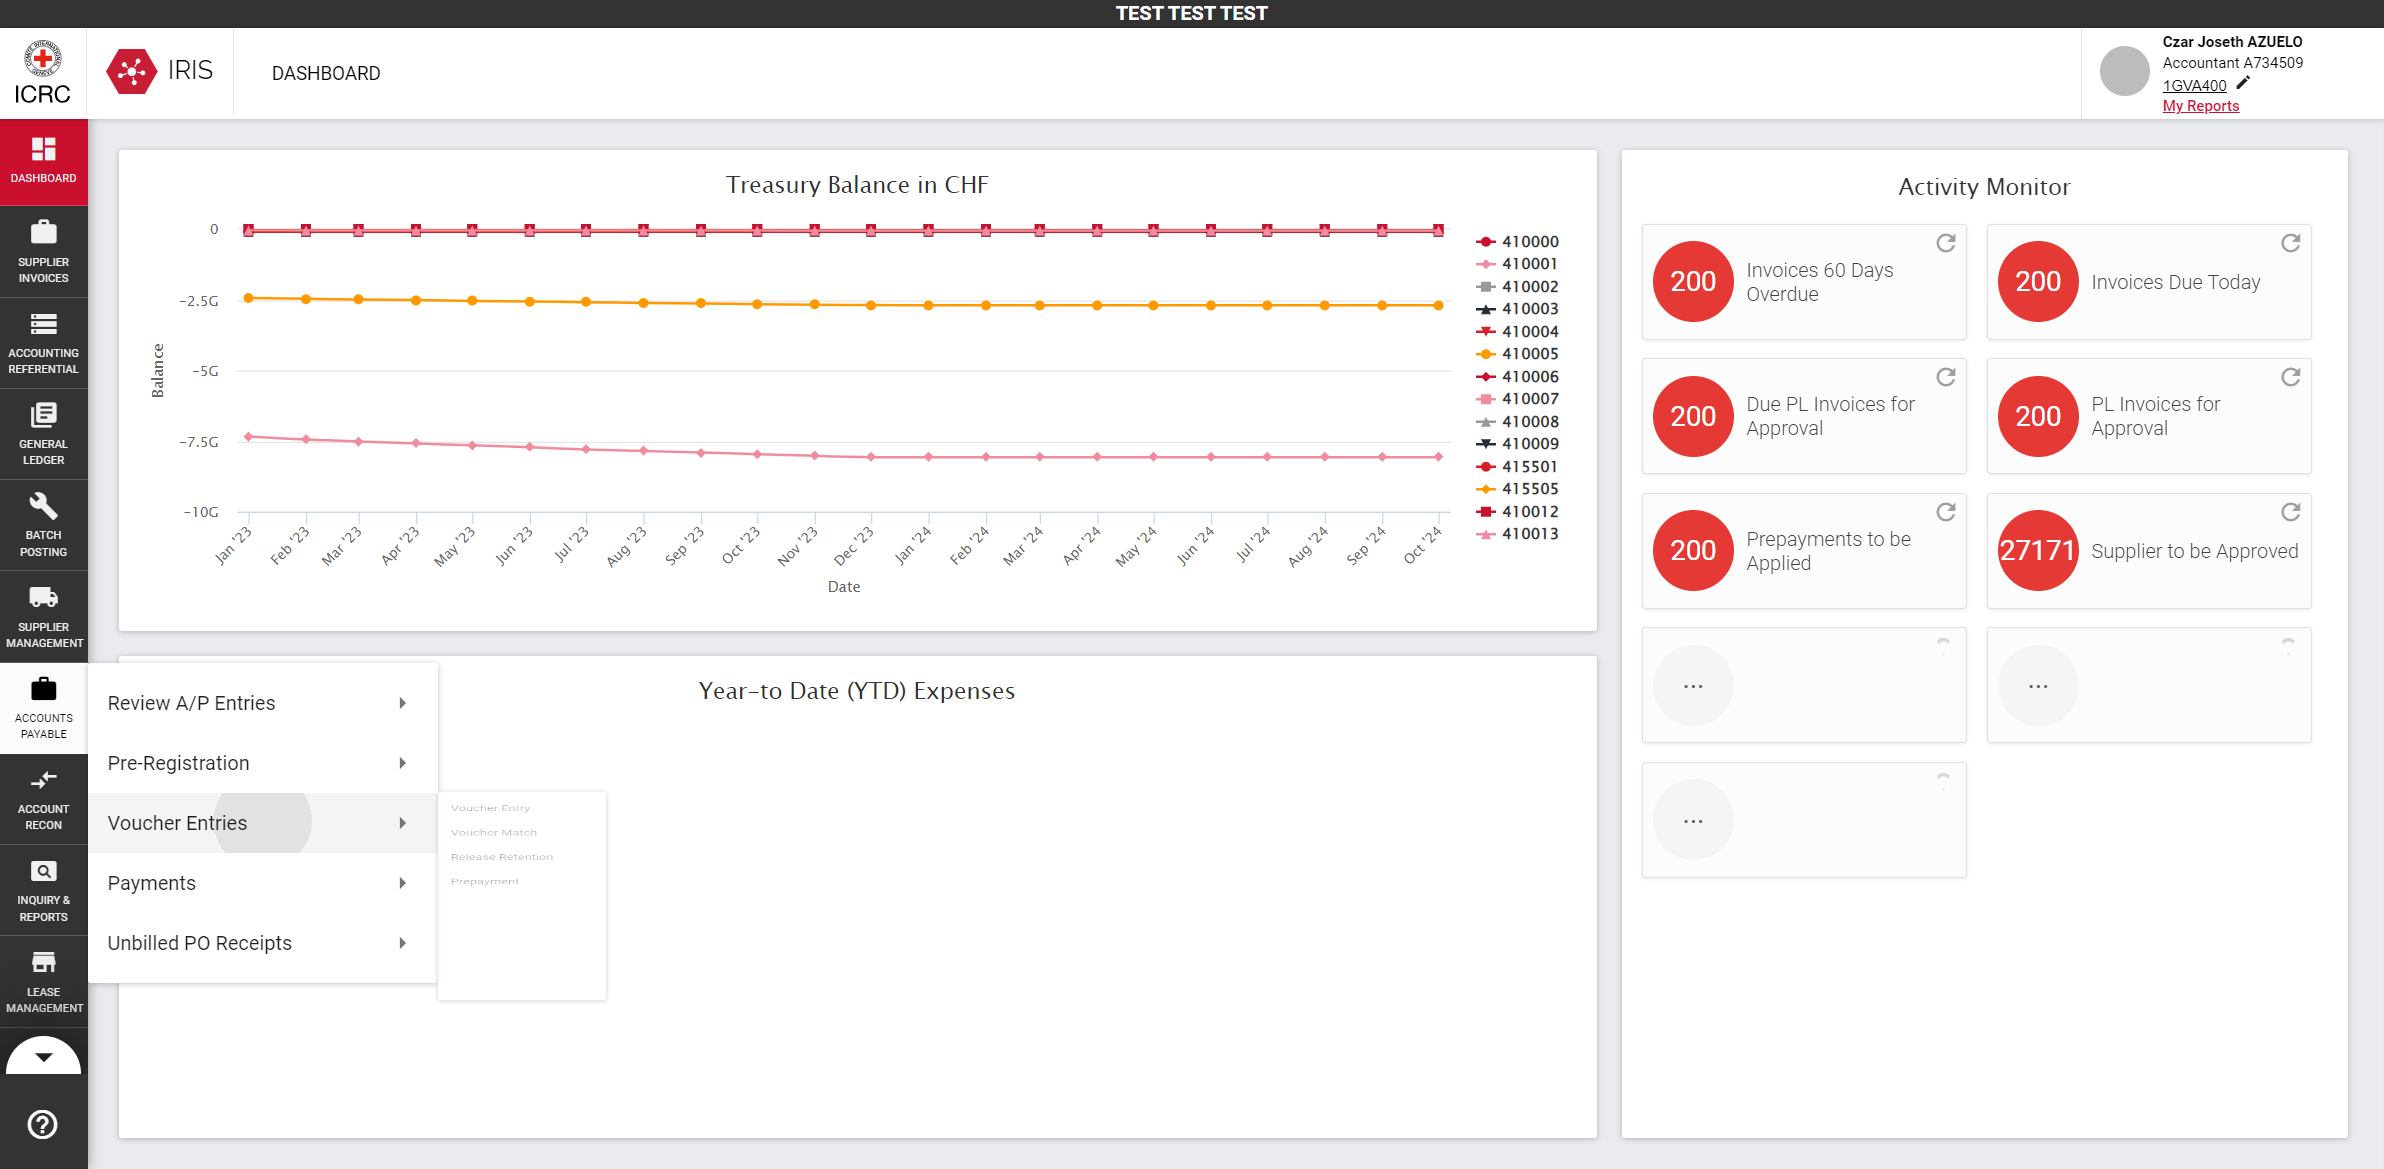 TEST TEST TEST
ICRC
IRIS
DASHBOARD
Czar Joseth AZUELO
Accountant A734509
1GVA400
My Reports
DASHBOARD
SUPPLIER
INVOICES
ACCOUNTING
REFERENTIAL
GENERAL
LEDGER
BATCH
POSTING
SUPPLIER
MANAGEMENT
ACCOUNTS
PAYABLE
ACCOUNT
RECON
INQUIRY &
REPORTS
LEASE
MANAGEMENT
Treasury Balance in CHF
0
-2.5G
-5G
-7.5G
-10G
Balance
Jan '23
Feb '23
Mar '23
Apr '23
May '23
Jun '23
Jul '23
Aug '23
Sep '23
Oct '23
Nov '23
Dec '23
Jan '24
Feb '24
Mar '24
Apr '24
May '24
Jun '24
Jul '24
Aug '24
Sep '24
Oct '24
Date
410000
410001
410002
410003
410004
410005
410006
410007
410008
410009
415501
415505
410012
410013
Year-to Date (YTD) Expenses
Review A/P Entries
Pre-Registration
Voucher Entries
Payments
Unbilled PO Receipts
Voucher Entry
Voucher Match
Release Retention
Prepayment
Activity Monitor
200
Invoices 60 Days
Overdue
200
Invoices Due Today
200
Due PL Invoices for
Approval
200
PL Invoices for
Approval
200
Prepayments to be
Applied
27171
Supplier to be Approved
...
...
...